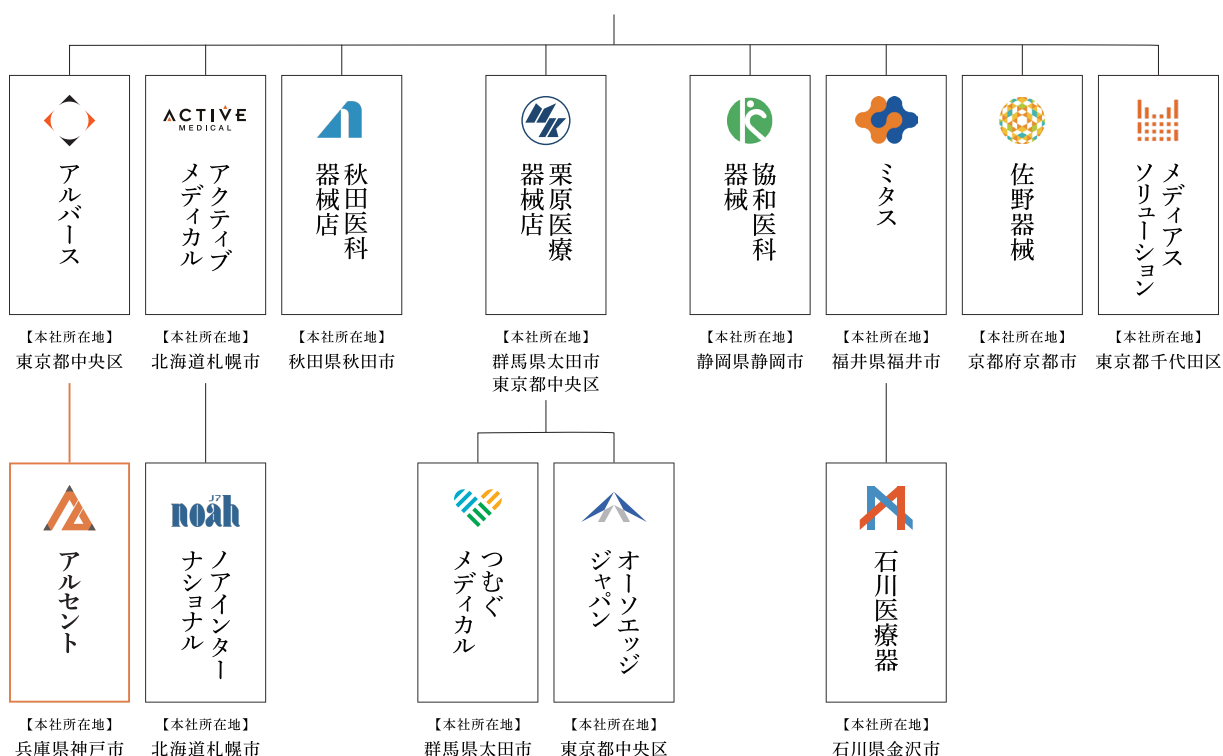 アルバース
【本社所在地】
東京都中央区
ACTIVE
MEDICAL
アクティブ
メディカル
【本社所在地】
北海道札幌市
秋田医科
器械店
【本社所在地】
秋田県秋田市
MK
栗原医療
器械店
【本社所在地】
群馬県太田市
東京都中央区
協和医科
器械
【本社所在地】
静岡県静岡市
ミタス
【本社所在地】
福井県福井市
佐野器械
【本社所在地】
京都府京都市
メディアス
ソリューション
【本社所在地】
東京都千代田区
アルセント
【本社所在地】
兵庫県神戸市
J7
noah
ノアインター
ナショナル
【本社所在地】
北海道札幌市
つむぐ
メディカル
【本社所在地】
群馬県太田市
オーソエッジ
ジャパン
【本社所在地】
東京都中央区
石川医療器
【本社所在地】
石川県金沢市